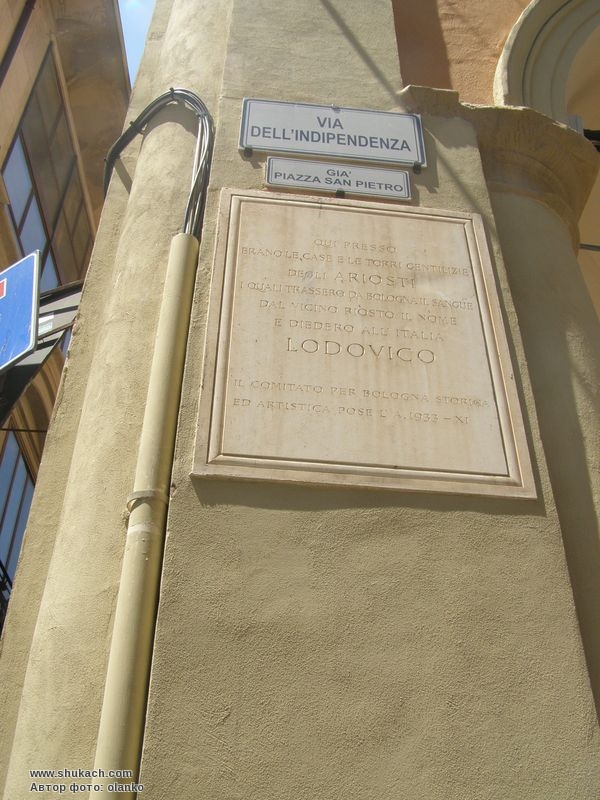 VIA
DELL'INDIPENDENZA
GIA'
PIAZZA SAN PIETRO
QUI PRESSO
ERANO LE CASE E LE TORRI GENTILIZIE
DEGLI ARIOSTI
I QUALI TRASSERO DA BOLOGNA IL SANGUE
DAL VICINO RIOSTO IL NOME
E DIEDERO ALL'ITALIA
LODOVICO
IL COMITATO PER BOLOGNA STORICA
ED ARTISTICA POSE L'A. 1933 - XI
www.shukach.com
Автор фото: olanko